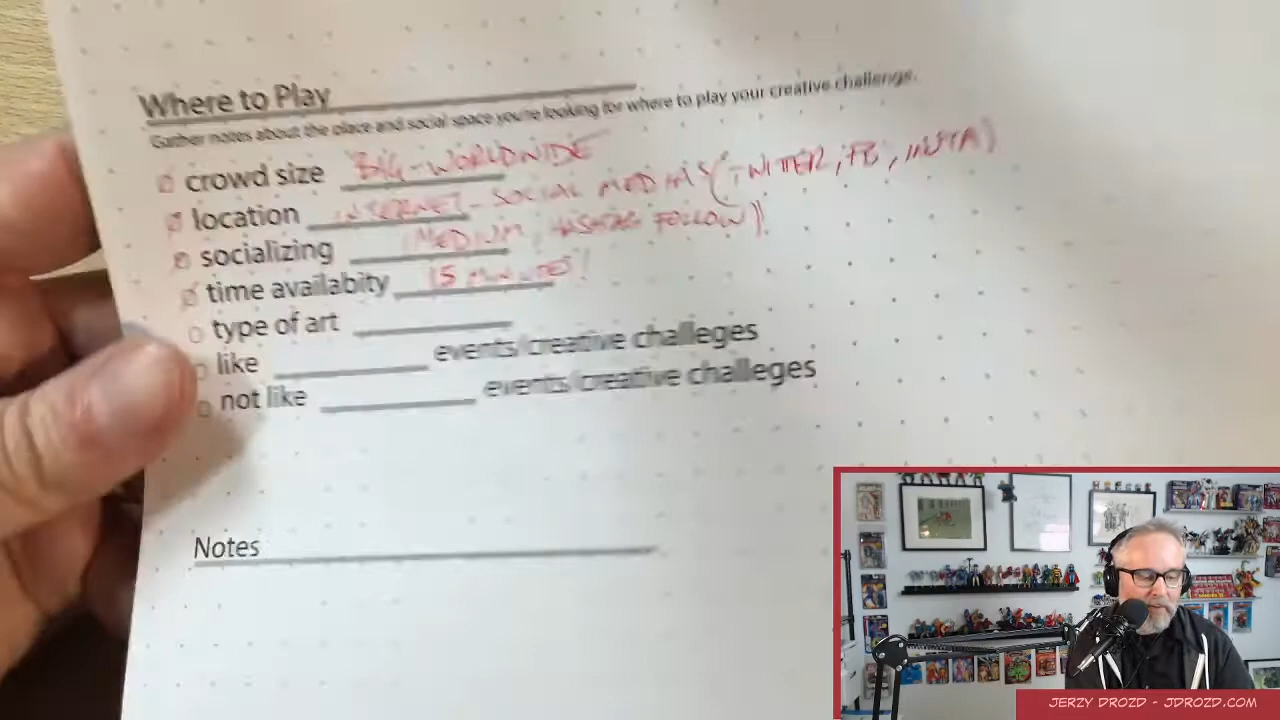 Where to Play
Gather notes about the place and social space you're looking for where to play your creative challenge.
crowd size BIG - WORLDWIDE
location INTERNET - SOCIAL MEDIAS (TWITTER, FB, INSTA)
socializing (MEDIUM, HASHTAG FOLLOW)
time availabity 15 MINUTES!
type of art
like events/creative challeges
not like events/creative challeges
Notes
JERZY DROZD - JDROZD.COM